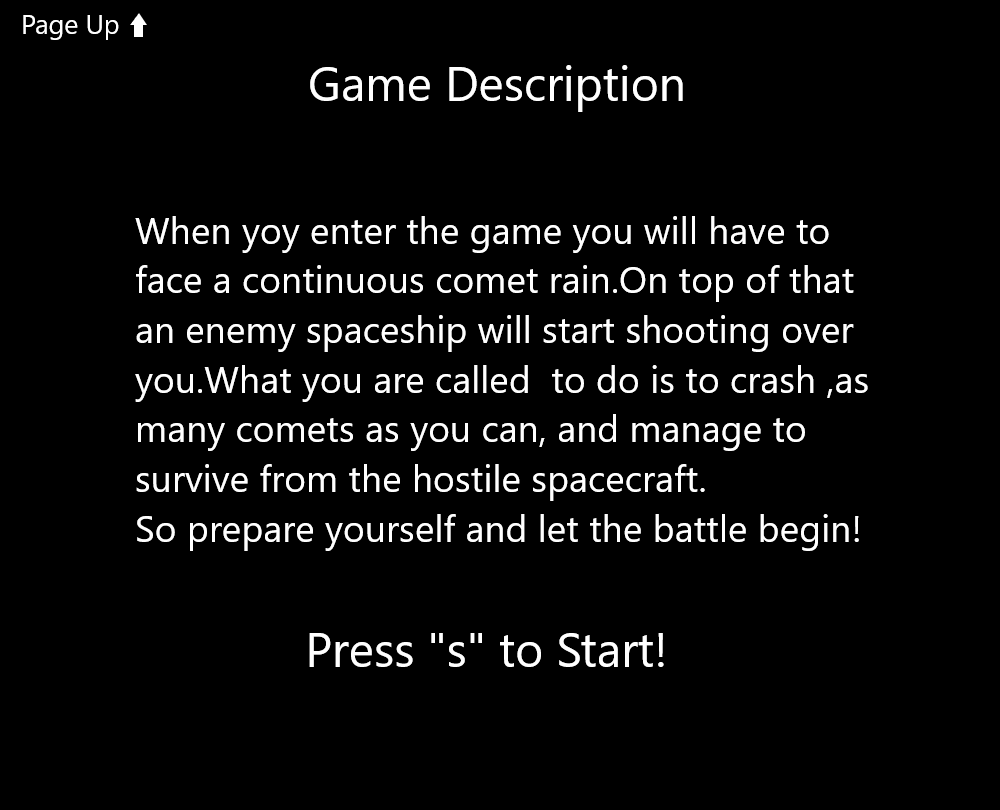 Page Up ⬆
Game Description
When yoy enter the game you will have to
face a continuous comet rain.On top of that
an enemy spaceship will start shooting over
you.What you are called  to do is to crash ,as
many comets as you can, and manage to
survive from the hostile spacecraft.
So prepare yourself and let the battle begin!
Press "s" to Start!